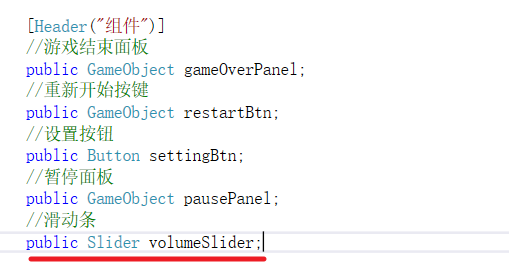 [Header("组件")]
//游戏结束面板
public GameObject gameOverPanel;
//重新开始按键
public GameObject restartBtn;
//设置按钮
public Button settingBtn;
//暂停面板
public GameObject pausePanel;
//滑动条
public Slider volumeSlider;